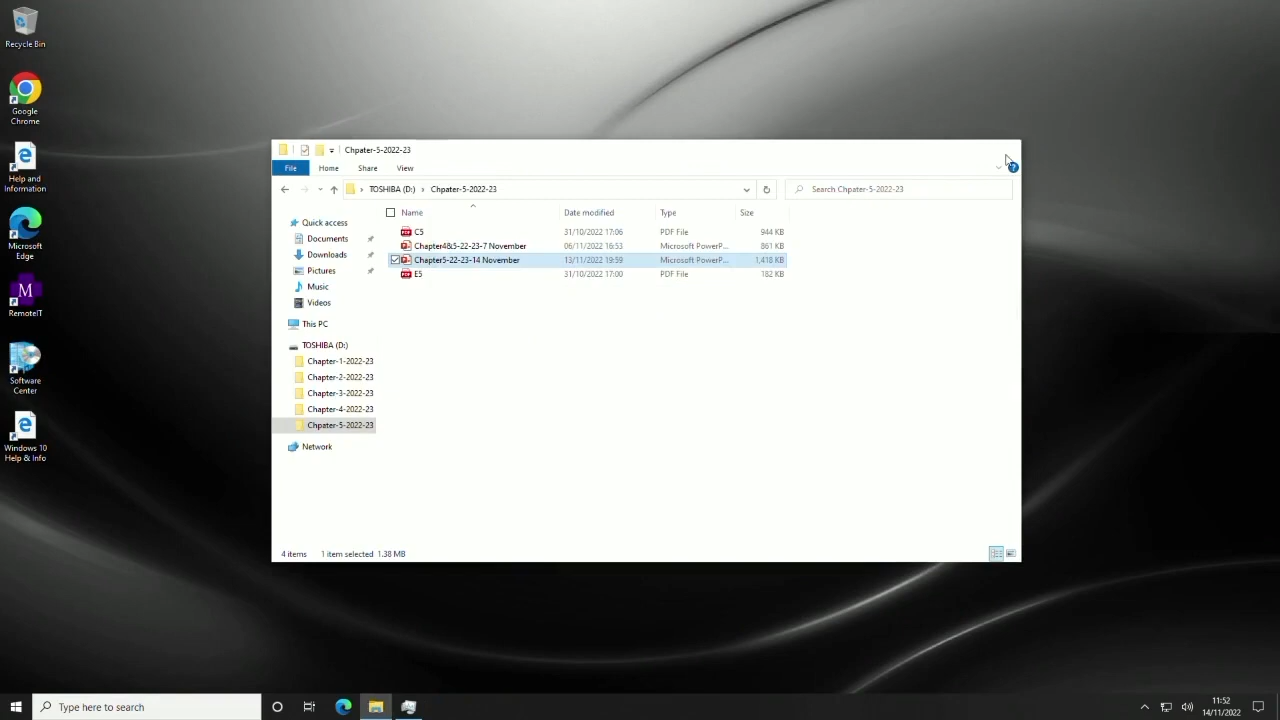 Recycle Bin
Google
Chrome
Help and
Information
Microsoft
Edge
RemoteIT
Software
Center
Windows 10
Help & Info
Chpater-5-2022-23
File Home Share View
TOSHIBA (D:) Chpater-5-2022-23 Search Chpater-5-2022-23
Name Date modified Type Size
Quick access
Documents
Downloads
Pictures
Music
Videos
This PC
TOSHIBA (D:)
Chapter-1-2022-23
Chapter-2-2022-23
Chapter-3-2022-23
Chapter-4-2022-23
Chpater-5-2022-23
Network
C5 31/10/2022 17:06 PDF File 944 KB
Chapter4&5-22-23-7 November 06/11/2022 16:53 Microsoft PowerP... 861 KB
Chapter5-22-23-14 November 13/11/2022 19:59 Microsoft PowerP... 1,418 KB
E5 31/10/2022 17:00 PDF File 182 KB
4 items 1 item selected 1.38 MB
Type here to search
11:52
14/11/2022